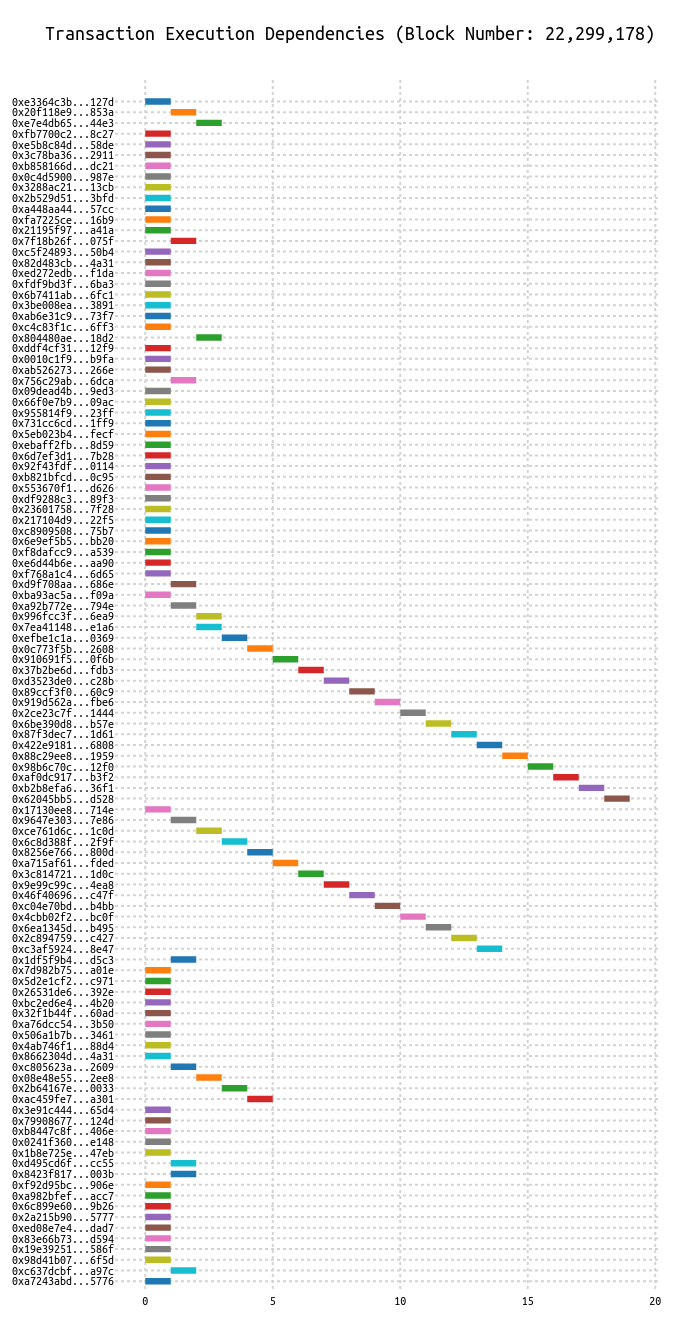 Transaction Execution Dependencies (Block Number: 22,299,178)
0xe3364c3b...127d
0x20f118e9...853a
0xe7e4db65...44e3
0xfb7700c2...8c27
0xe5b8c84d...58de
0x3c78ba36...2911
0xb858166d...dc21
0x0c4d5900...987e
0x3288ac21...13cb
0x2b529d51...3bfd
0xa448aa44...57cc
0xfa7225ce...16b9
0x21195f97...a41a
0x7f18b26f...075f
0xc5f24893...50b4
0x82d483cb...4a31
0xed272edb...f1da
0xfdf9bd3f...6ba3
0x6b7411ab...6fc1
0x3be008ea...3891
0xab6e31c9...73f7
0xc4c83f1c...6ff3
0x804480ae...18d2
0xddf4cf31...12f9
0x0010c1f9...b9fa
0xab526273...266e
0x756c29ab...6dca
0x09dead4b...9ed3
0x66f0e7b9...09ac
0x955814f9...23ff
0x731cc6cd...1ff9
0x5eb023b4...fecf
0xebaff2fb...8d59
0x6d7ef3d1...7b28
0x92f43fdf...0114
0xb821bfcd...0c95
0x553670f1...d626
0xdf9288c3...89f3
0x23601758...7f28
0x217104d9...22f5
0xc8909508...75b7
0x6e9ef5b5...bb20
0xf8dafcc9...a539
0xe6d44b6e...aa90
0xf768a1c4...6d65
0xd9f708aa...686e
0xba93ac5a...f09a
0xa92b772e...794e
0x996fcc3f...6ea9
0x7ea41148...e1a6
0xefbe1c1a...0369
0x0c773f5b...2608
0x910691f5...0f6b
0x37b2be6d...fdb3
0xd3523de0...c28b
0x89ccf3f0...60c9
0x919d562a...fbe6
0x2ce23c7f...1444
0x6be390d8...b57e
0x87f3dec7...1d61
0x422e9181...6808
0x88c29ee8...1959
0x98b6c70c...12f0
0xaf0dc917...b3f2
0xb2b8efa6...36f1
0x62045bb5...d528
0x17130ee8...714e
0x9647e303...7e86
0xce761d6c...1c0d
0x6c8d388f...2f9f
0x8256e766...800d
0xa715af61...fded
0x3c814721...1d0c
0x9e99c99c...4ea8
0x46f40696...c47f
0xc04e70bd...b4bb
0x4cbb02f2...bc0f
0x6ea1345d...b495
0x2c894759...c427
0xc3af5924...8e47
0x1df5f9b4...d5c3
0x7d982b75...a01e
0x5d2e1cf2...c971
0x26531de6...392e
0xbc2ed6e4...4b20
0x32f1b44f...60ad
0xa76dcc54...3b50
0x506a1b7b...3461
0x4ab746f1...88d4
0x8662304d...4a31
0xc805623a...2609
0x08e48e55...2ee8
0x2b64167e...0033
0xac459fe7...a301
0x3e91c444...65d4
0x79908677...124d
0xb8447c8f...406e
0x0241f360...e148
0x1b8e725e...47eb
0xd495cd6f...cc55
0x8423f817...003b
0xf92d95bc...906e
0xa982bfef...acc7
0x6c899e60...9b26
0x2a215b90...5777
0xed08e7e4...dad7
0x83e66b73...d594
0x19e39251...586f
0x98d41b07...6f5d
0xc637dcbf...a97c
0xa7243abd...5776
0 5 10 15 20